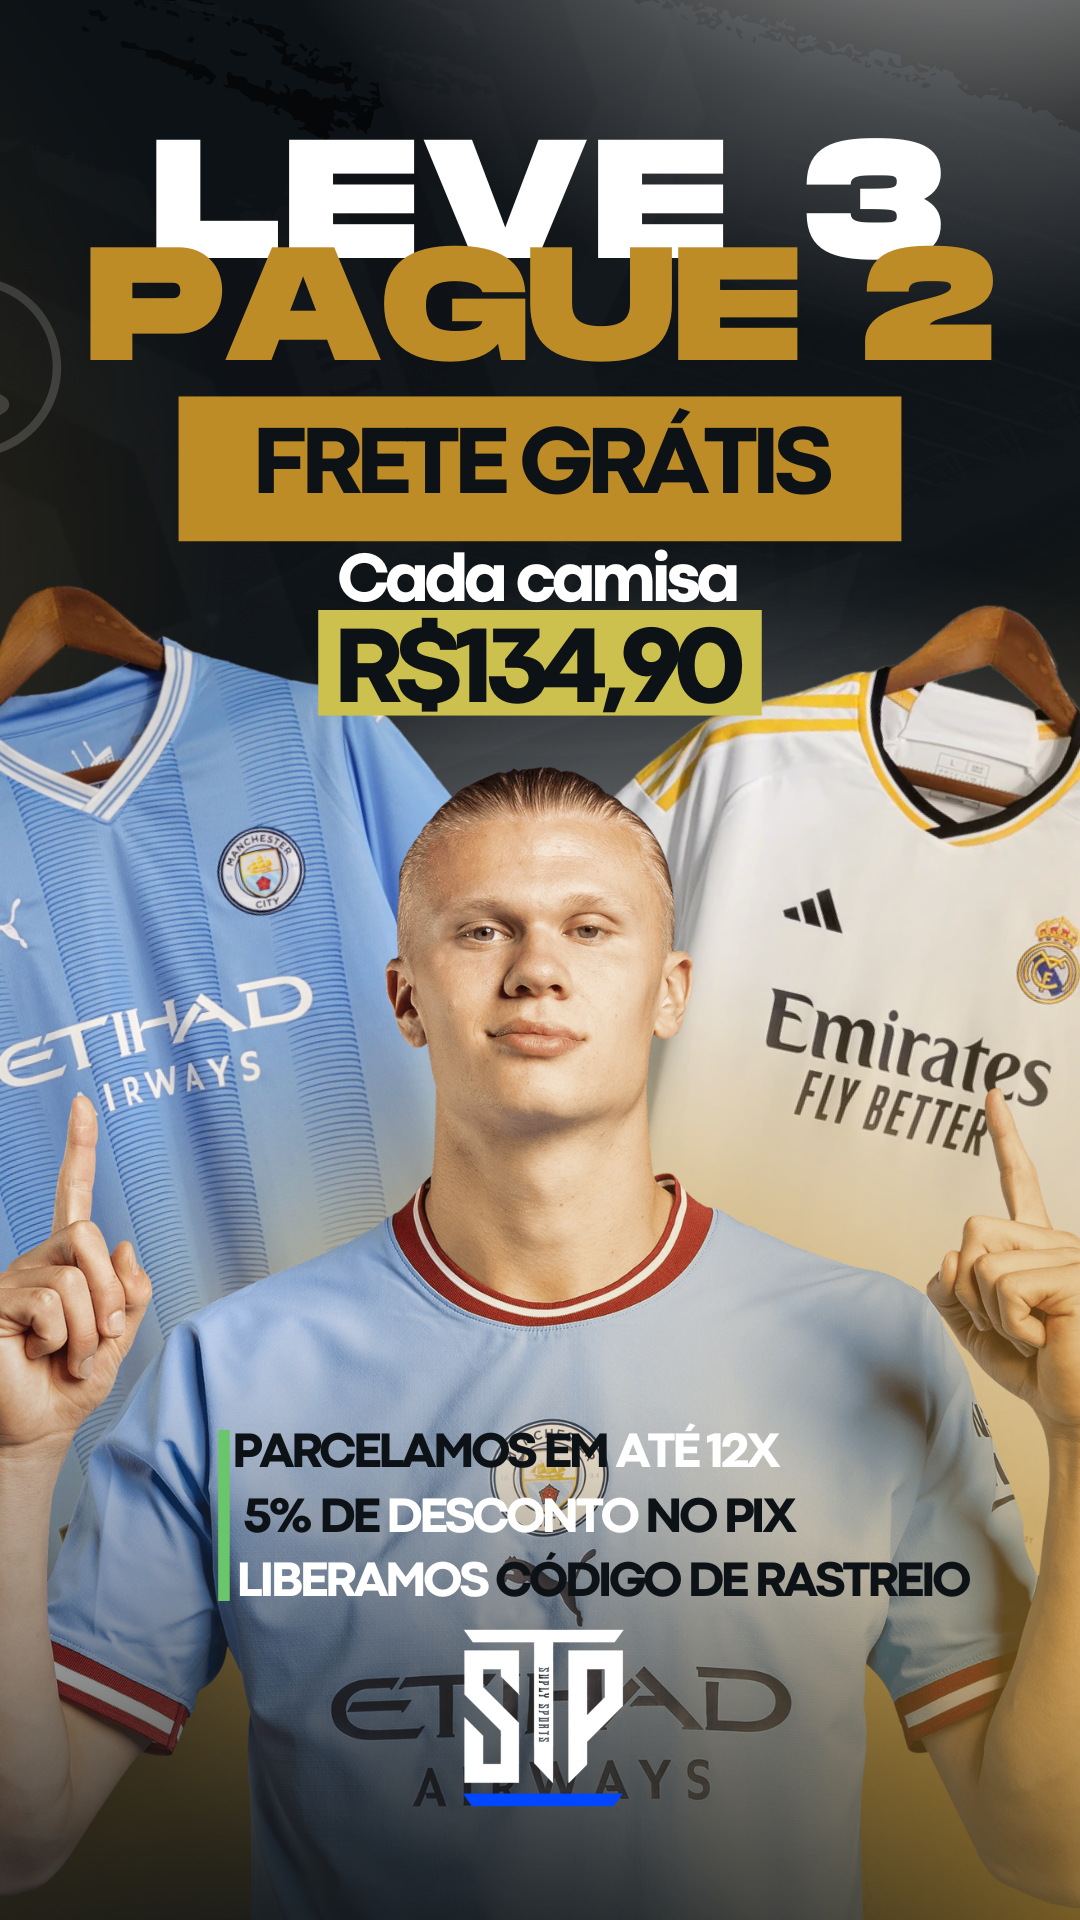 LEVE 3
PAGUE 2
FRETE GRÁTIS
Cada camisa
R$134,90
MANCHESTER
CITY
ETIHAD
AIRWAYS
L
Emirates
FLY BETTER
PARCELAMOS EM ATÉ 12X
5% DE DESCONTO NO PIX
LIBERAMOS CÓDIGO DE RASTREIO
STP
SUPLY SPORTS
ETIHAD
AIRWAYS